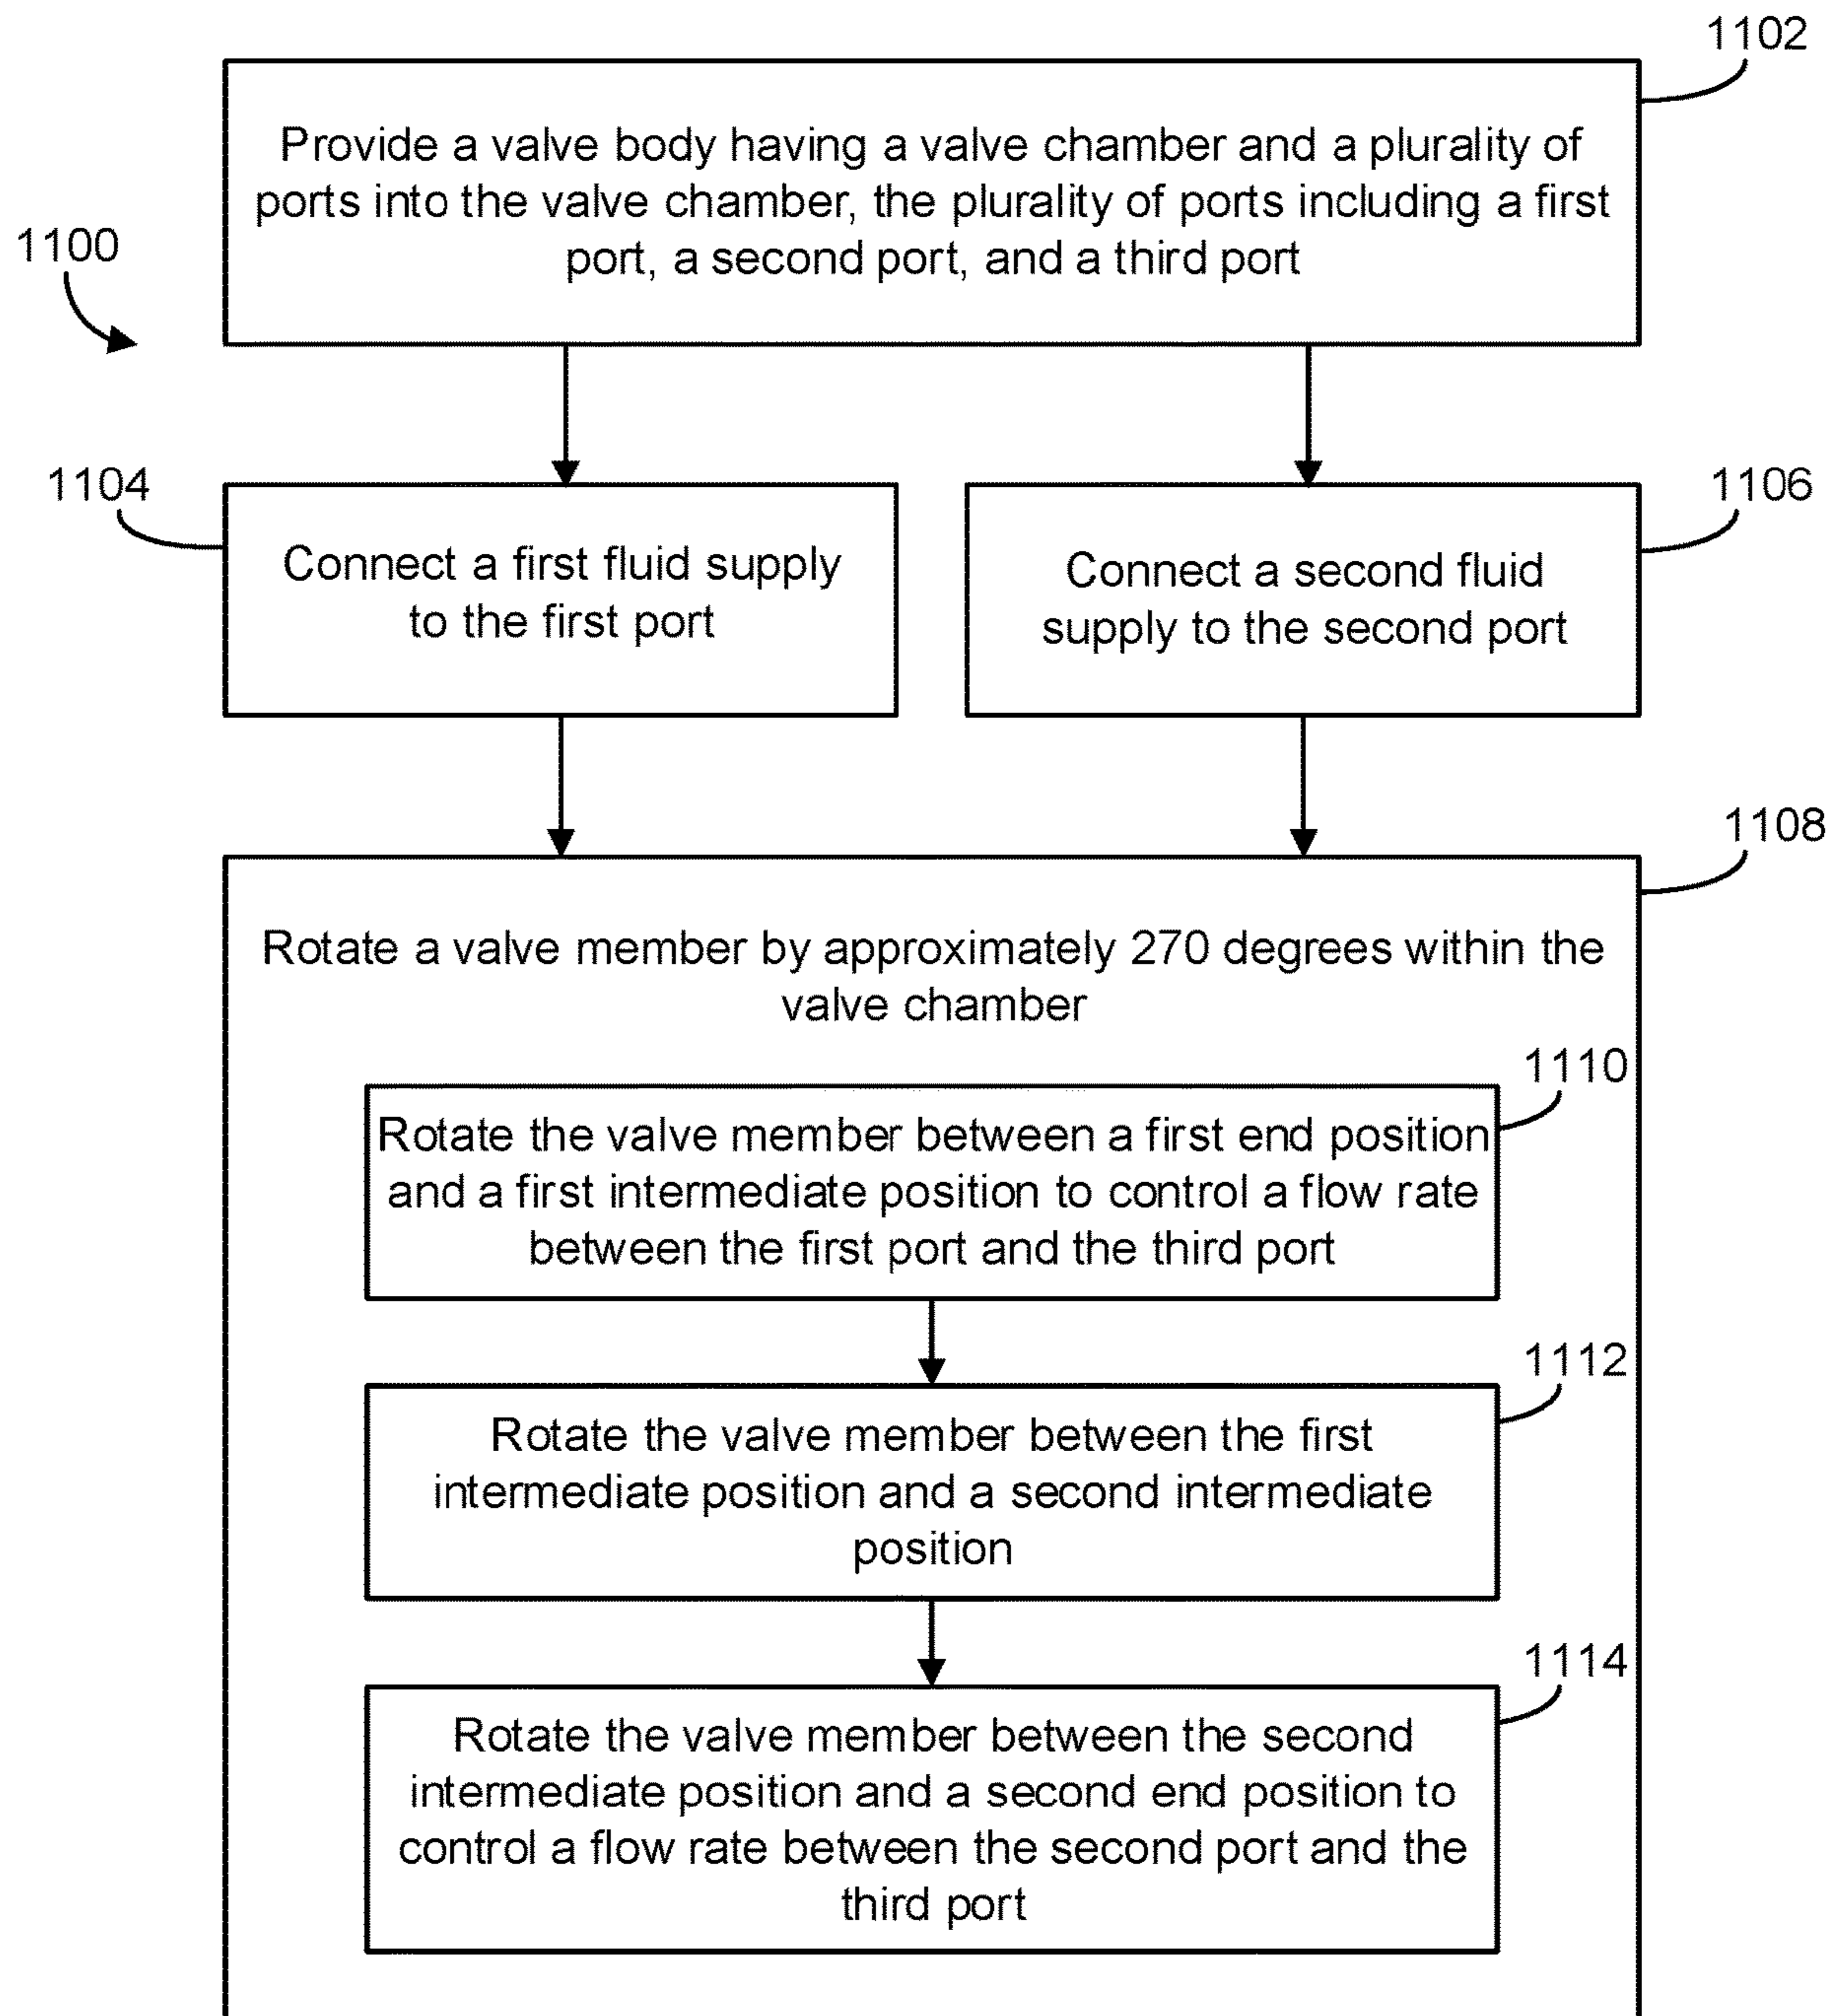 1102
Provide a valve body having a valve chamber and a plurality of
ports into the valve chamber, the plurality of ports including a first
port, a second port, and a third port
1100
1104
Connect a first fluid supply
to the first port
1106
Connect a second fluid
supply to the second port
1108
Rotate a valve member by approximately 270 degrees within the
valve chamber
1110
Rotate the valve member between a first end position
and a first intermediate position to control a flow rate
between the first port and the third port
1112
Rotate the valve member between the first
intermediate position and a second intermediate
position
1114
Rotate the valve member between the second
intermediate position and a second end position to
control a flow rate between the second port and the
third port